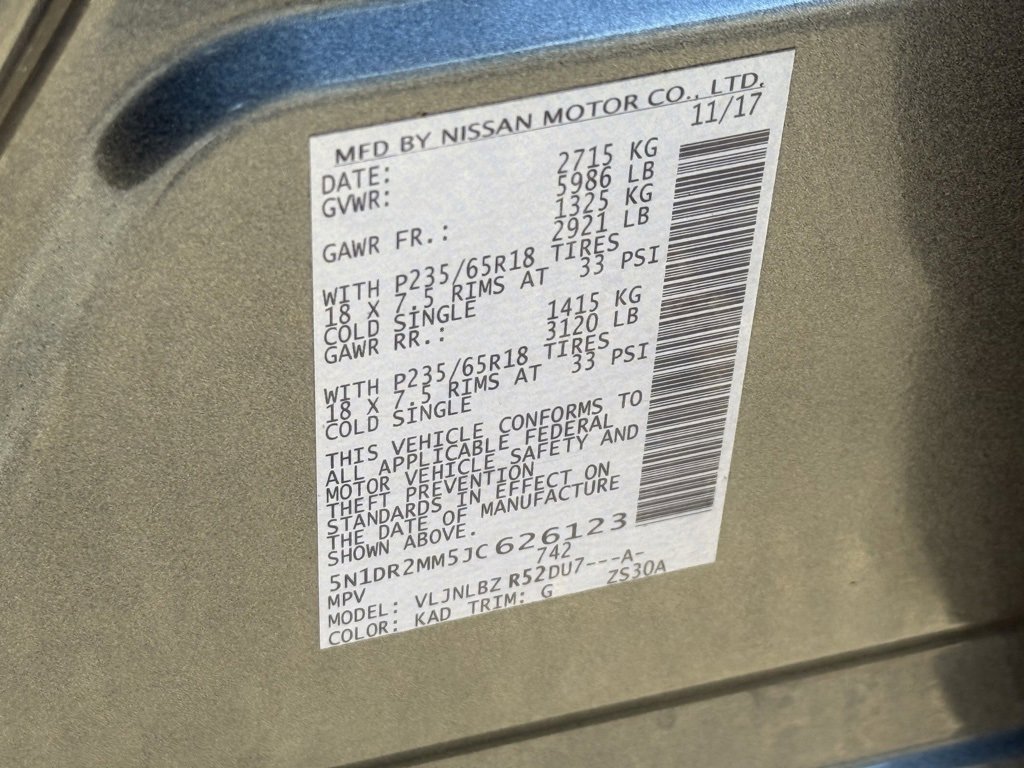 MFD BY NISSAN MOTOR CO., LTD.
DATE: 11/17
GVWR: 2715 KG
5986 LB
GAWR FR.: 1325 KG
2921 LB
WITH P235/65R18 TIRES
18 X 7.5 RIMS AT 33 PSI
COLD SINGLE
GAWR RR.: 1415 KG
3120 LB
WITH P235/65R18 TIRES
18 X 7.5 RIMS AT 33 PSI
COLD SINGLE
THIS VEHICLE CONFORMS TO
ALL APPLICABLE FEDERAL
MOTOR VEHICLE SAFETY AND
THEFT PREVENTION
STANDARDS IN EFFECT ON
THE DATE OF MANUFACTURE
SHOWN ABOVE.
5N1DR2MM5JC626123
MPV 742
MODEL: VLJNLBZ R52DU7---A-
COLOR: KAD TRIM: G ZS30A